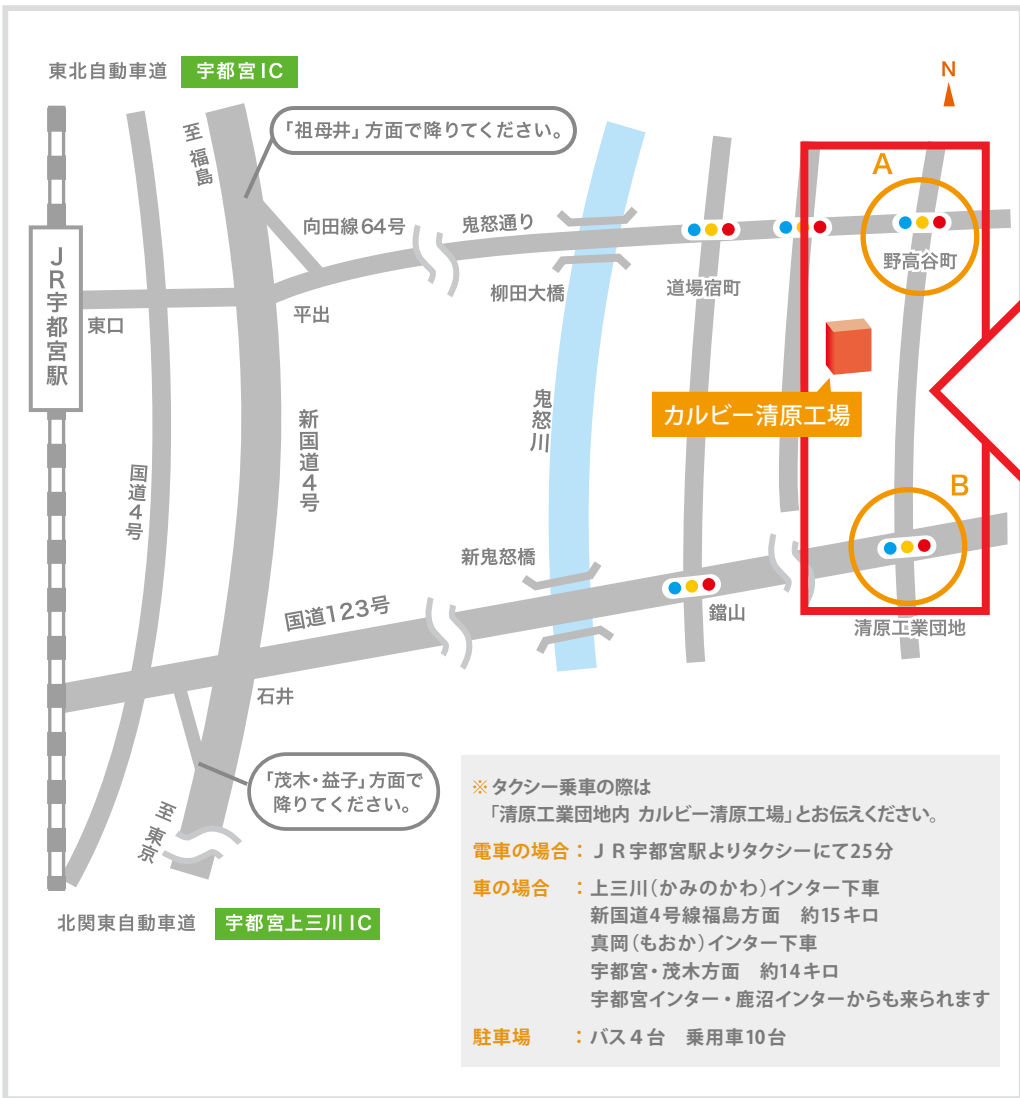 東北自動車道 宇都宮IC
N
至福島
「祖母井」方面で降りてください。
A
向田線64号
鬼怒通り
野高谷町
柳田大橋
道場宿町
JR宇都宮駅
東口
平出
カルビー清原工場
鬼怒川
新国道4号
国道4号
B
新鬼怒橋
国道123号
鐺山
清原工業団地
石井
「茂木・益子」方面で
降りてください。
至東京
北関東自動車道 宇都宮上三川IC
※タクシー乗車の際は
「清原工業団地内 カルビー清原工場」とお伝えください。
電車の場合：ＪＲ宇都宮駅よりタクシーにて25分
車の場合　：上三川（かみのかわ）インター下車
新国道4号線福島方面　約15キロ
真岡（もおか）インター下車
宇都宮・茂木方面　約14キロ
宇都宮インター・鹿沼インターからも来られます
駐車場　　：バス４台　乗用車10台